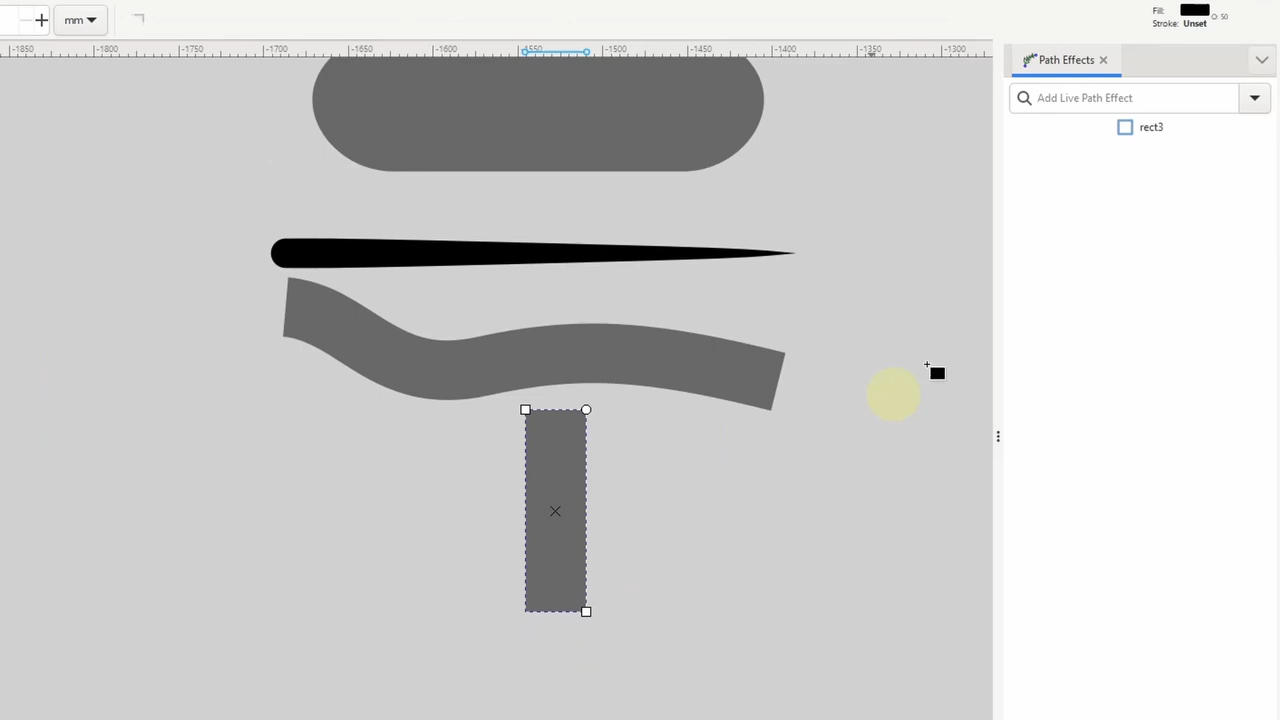 mm
Fill:
Stroke: Unset
O: 50
-1850 -1800 -1750 -1700 -1650 -1600 -1550 -1500 -1450 -1400 -1350 -1300
Path Effects
Add Live Path Effect
rect3